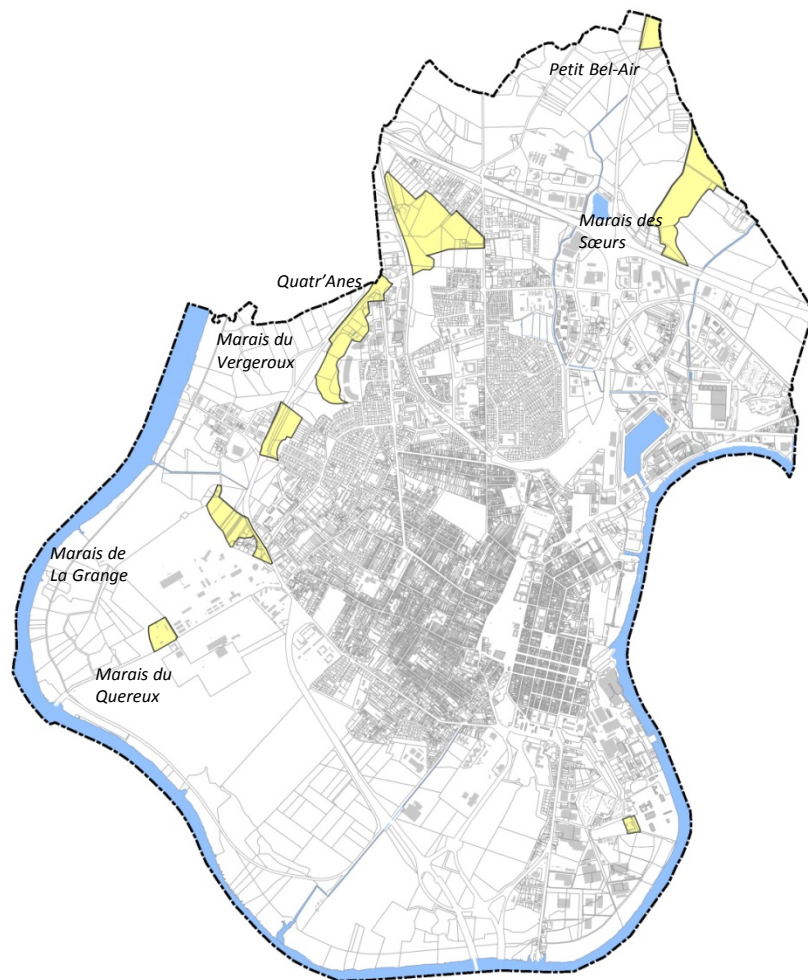 Petit Bel-Air
Marais des
Sœurs
Quatr’Anes
Marais du
Vergeroux
Marais de
La Grange
Marais du
Quereux